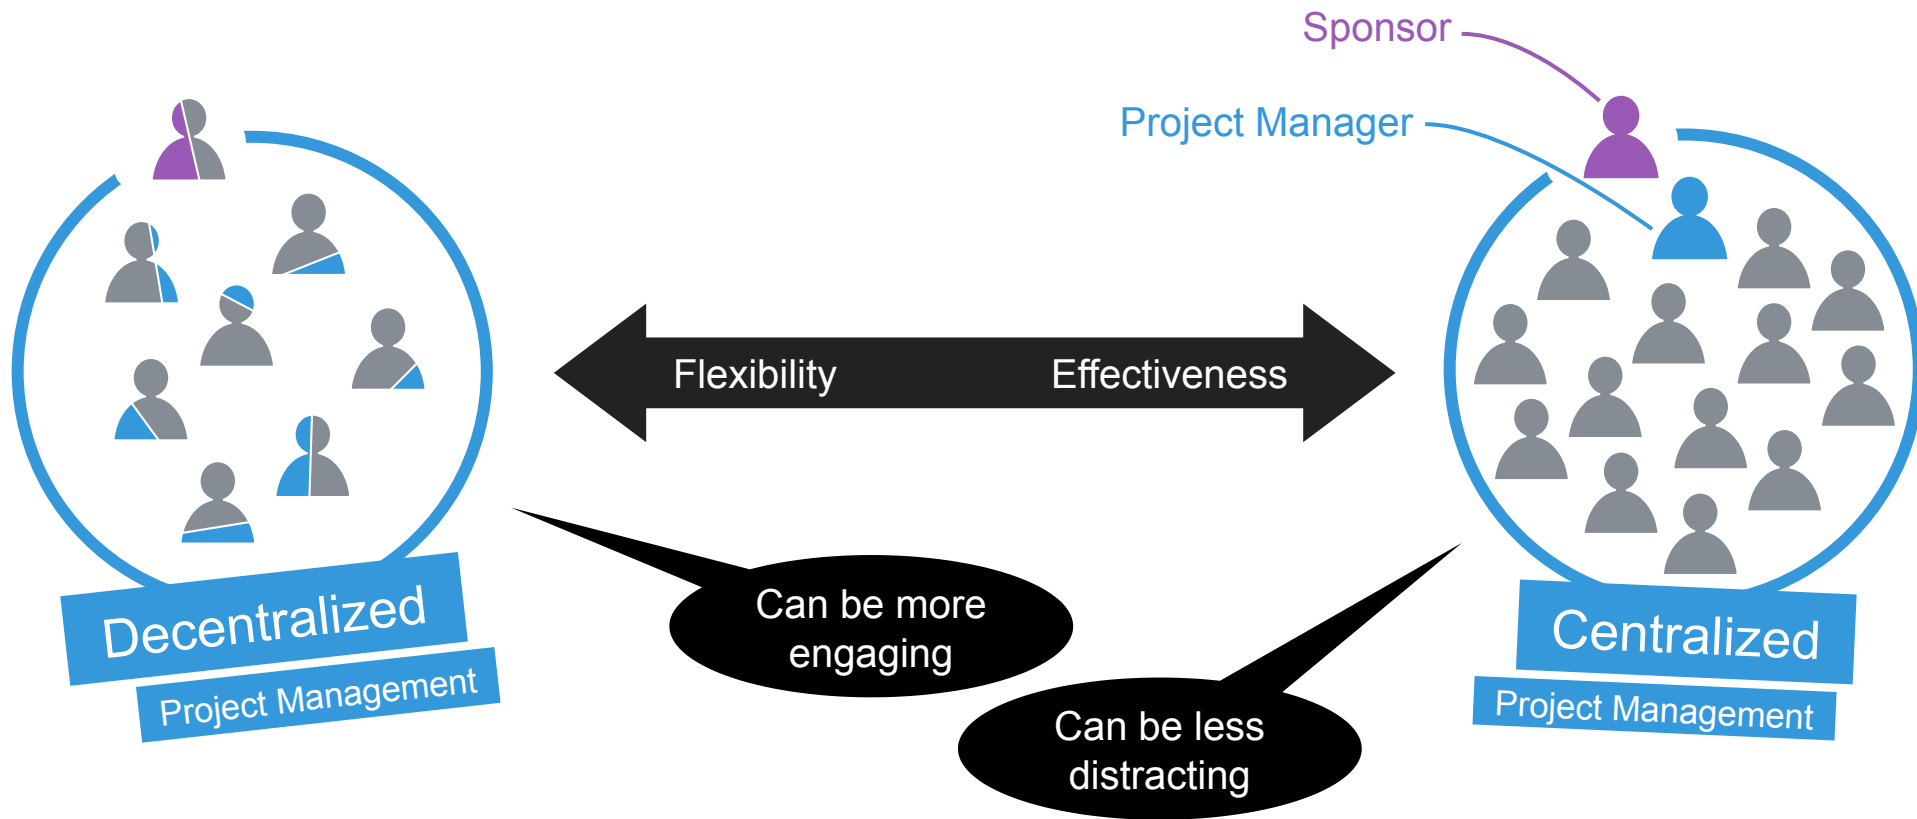 Sponsor
Project Manager
Flexibility
Effectiveness
Can be more
engaging
Can be less
distracting
Decentralized
Project Management
Centralized
Project Management